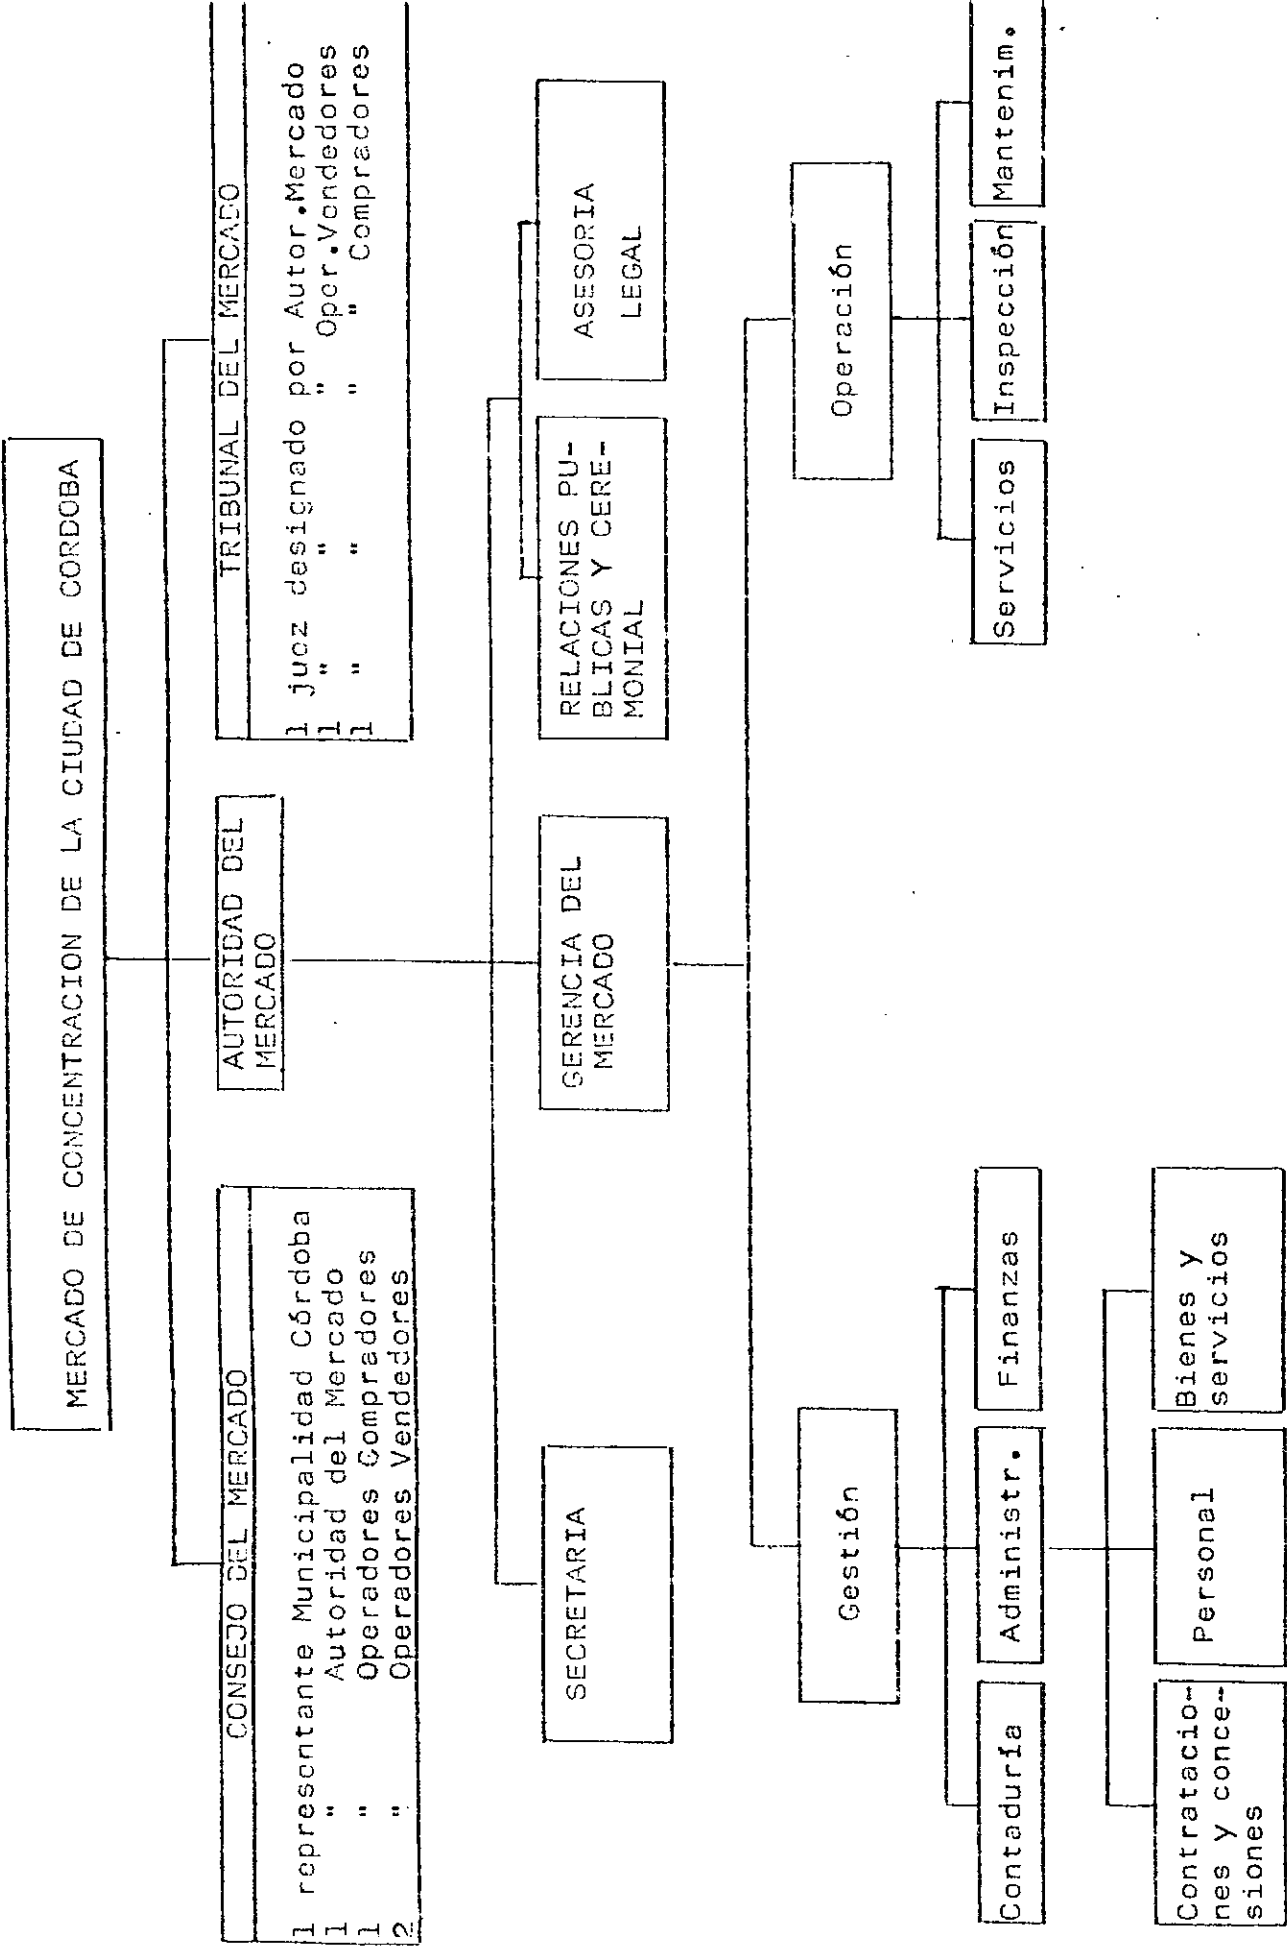 MERCADO DE CONCENTRACION DE LA CIUDAD DE CORDOBA
CONSEJO DEL MERCADO
1 representante Municipalidad Córdoba
1 " Autoridad del Mercado
1 " Operadores Compradores
2 " Operadores Vendedores
AUTORIDAD DEL
MERCADO
TRIBUNAL DEL MERCADO
1 juez designado por Autor.Mercado
1 " " " Oper.Vendedores
1 " " " " Compradores
SECRETARIA
GERENCIA DEL
MERCADO
RELACIONES PU-
BLICAS Y CERE-
MONIAL
ASESORIA
LEGAL
Gestión
Operación
Contaduría
Administr.
Finanzas
Servicios
Inspección
Mantenim.
Contratacio-
nes y conce-
siones
Personal
Bienes y
servicios